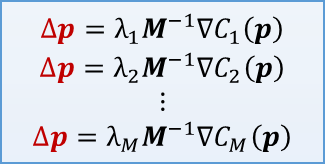 Δ𝒑 = λ₁𝑴⁻¹∇𝐶₁(𝒑)
Δ𝒑 = λ₂𝑴⁻¹∇𝐶₂(𝒑)
⋮
Δ𝒑 = λ_𝑀𝑴⁻¹∇𝐶_𝑀(𝒑)